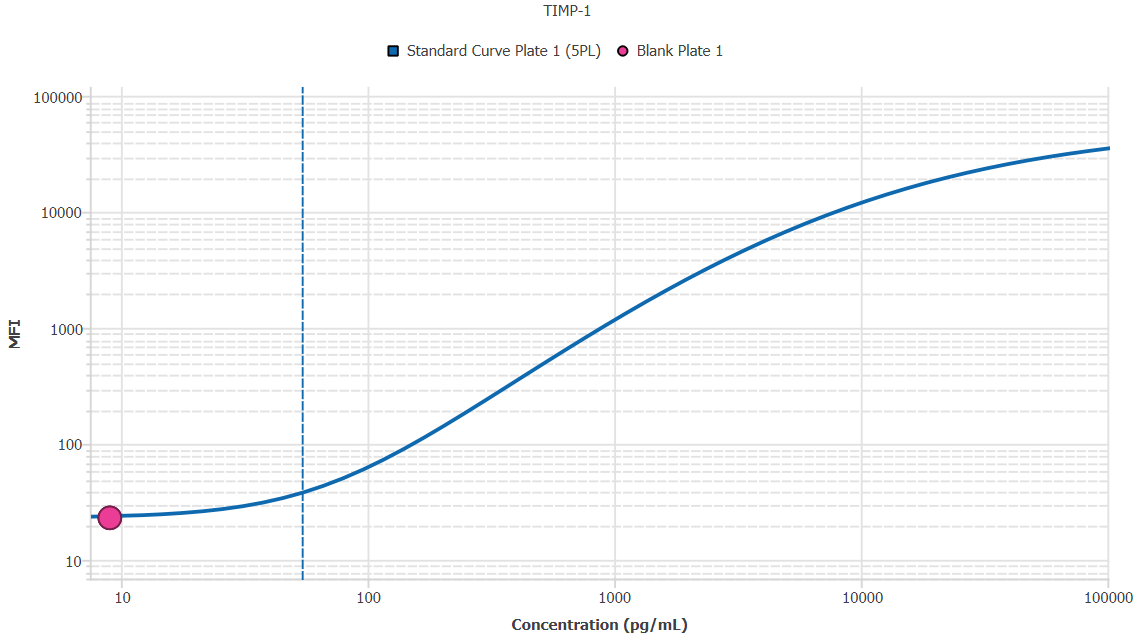 TIMP-1
Standard Curve Plate 1 (5PL) Blank Plate 1
100000
10000
1000
100
10
MFI
10 100 1000 10000 100000
Concentration (pg/mL)